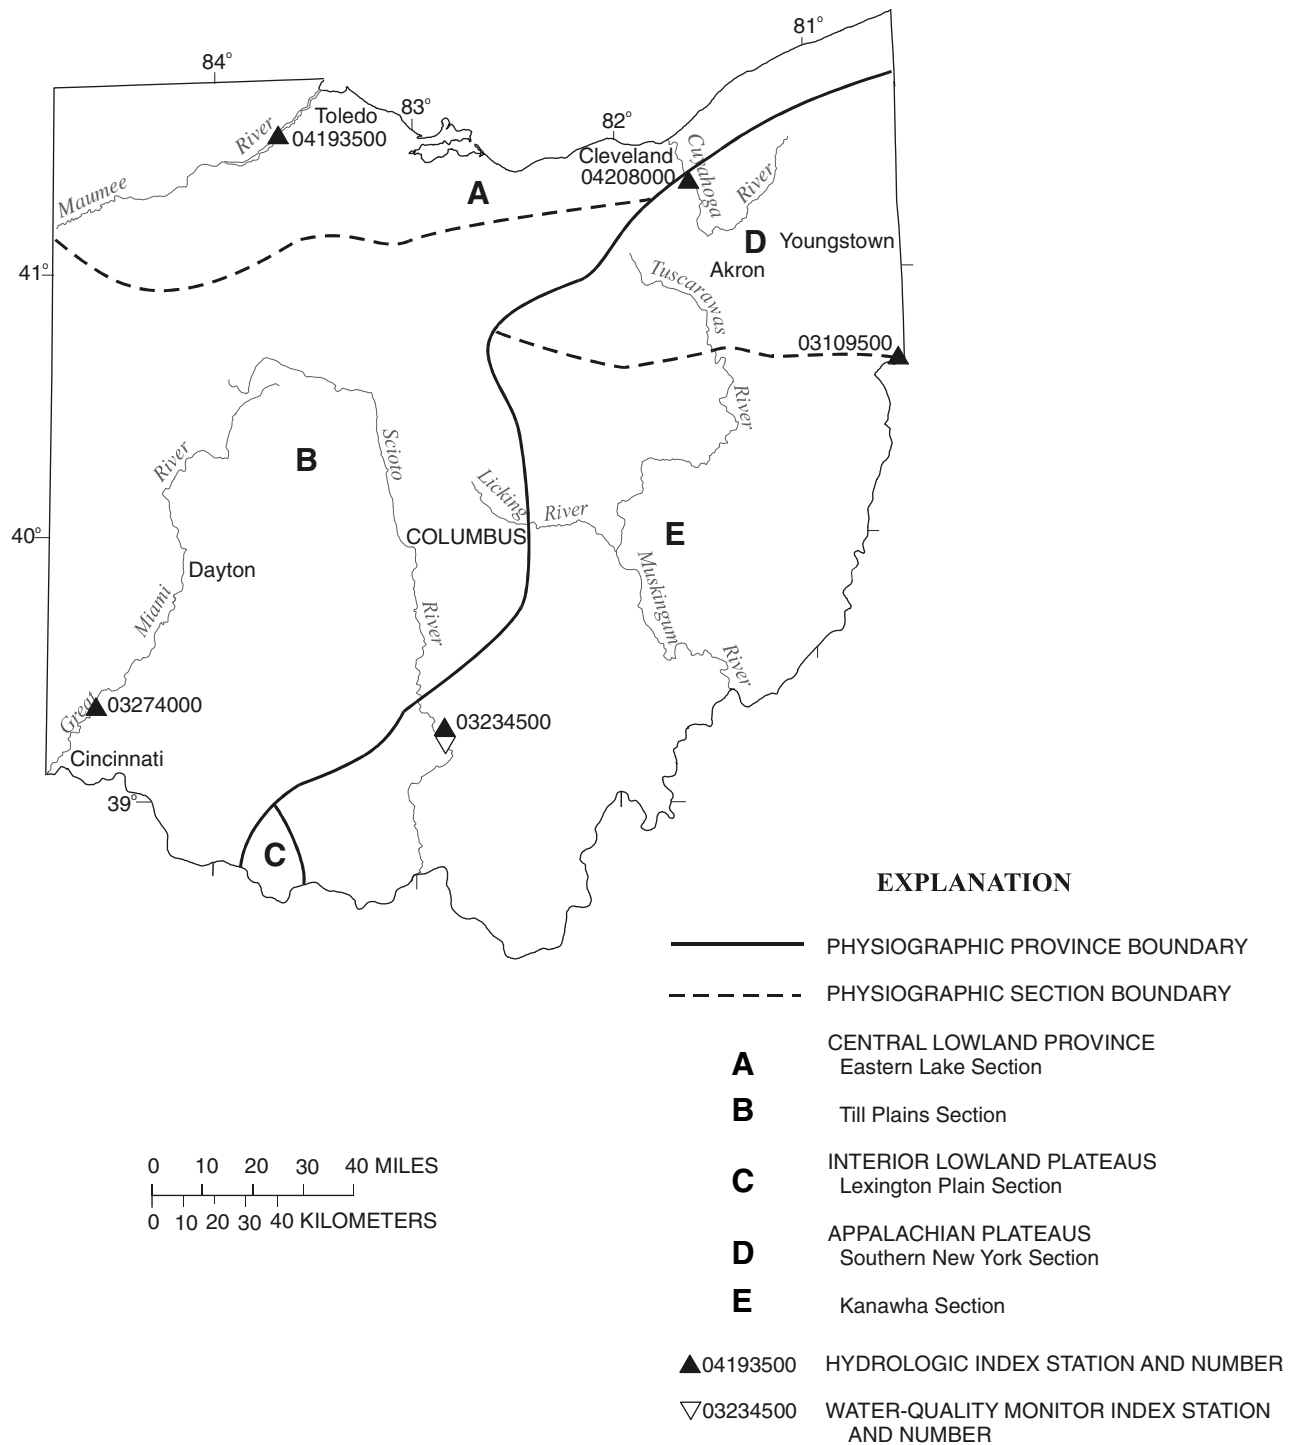 81°
84°
83°
Toledo
04193500
River
Maumee
82°
Cleveland
04208000
Cuyahoga
River
A
D
Youngstown
Akron
41°
Tuscarawas
River
03109500
B
River
Scioto
Licking
River
E
40°
COLUMBUS
Dayton
Miami
River
Muskingum
River
Great
03274000
03234500
Cincinnati
39°
C
EXPLANATION
PHYSIOGRAPHIC PROVINCE BOUNDARY
PHYSIOGRAPHIC SECTION BOUNDARY
A CENTRAL LOWLAND PROVINCE
Eastern Lake Section
B Till Plains Section
C INTERIOR LOWLAND PLATEAUS
Lexington Plain Section
D APPALACHIAN PLATEAUS
Southern New York Section
E Kanawha Section
04193500 HYDROLOGIC INDEX STATION AND NUMBER
03234500 WATER-QUALITY MONITOR INDEX STATION
AND NUMBER
0 10 20 30 40 MILES
0 10 20 30 40 KILOMETERS